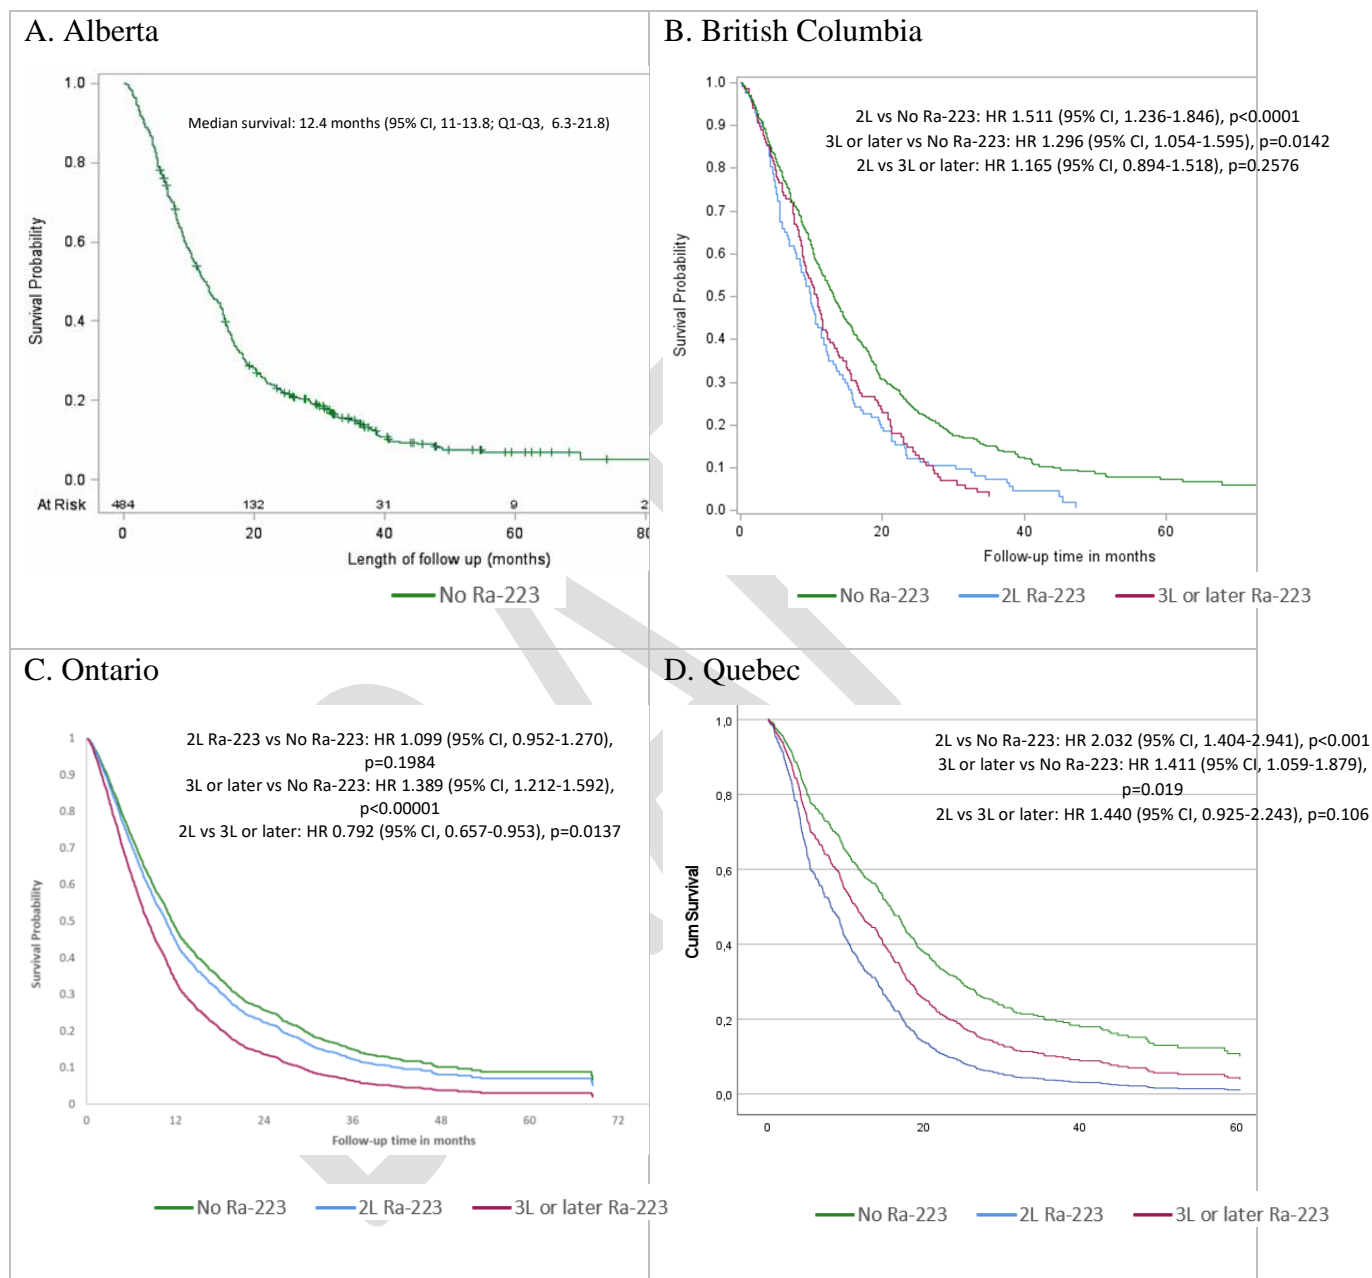 A. Alberta
1.0
0.8
0.6
0.4
0.2
0.0
Survival Probability
Median survival: 12.4 months (95% CI, 11-13.8; Q1-Q3, 6.3-21.8)
At Risk 484 132 31 9 2
0 20 40 60 80
Length of follow up (months)
No Ra-223
B. British Columbia
1.0
0.9
0.8
0.7
0.6
0.5
0.4
0.3
0.2
0.1
0.0
Survival Probability
2L vs No Ra-223: HR 1.511 (95% CI, 1.236-1.846), p<0.0001
3L or later vs No Ra-223: HR 1.296 (95% CI, 1.054-1.595), p=0.0142
2L vs 3L or later: HR 1.165 (95% CI, 0.894-1.518), p=0.2576
0 20 40 60
Follow-up time in months
No Ra-223 2L Ra-223 3L or later Ra-223
C. Ontario
1
0.9
0.8
0.7
0.6
0.5
0.4
0.3
0.2
0.1
0
Survival Probability
2L Ra-223 vs No Ra-223: HR 1.099 (95% CI, 0.952-1.270),
p=0.1984
3L or later vs No Ra-223: HR 1.389 (95% CI, 1.212-1.592),
p<0.00001
2L vs 3L or later: HR 0.792 (95% CI, 0.657-0.953), p=0.0137
0 12 24 36 48 60 72
Follow-up time in months
No Ra-223 2L Ra-223 3L or later Ra-223
D. Quebec
1,0
0,8
0,6
0,4
0,2
0,0
Cum Survival
2L vs No Ra-223: HR 2.032 (95% CI, 1.404-2.941), p<0.001
3L or later vs No Ra-223: HR 1.411 (95% CI, 1.059-1.879),
p=0.019
2L vs 3L or later: HR 1.440 (95% CI, 0.925-2.243), p=0.106
0 20 40 60
No Ra-223 2L Ra-223 3L or later Ra-223